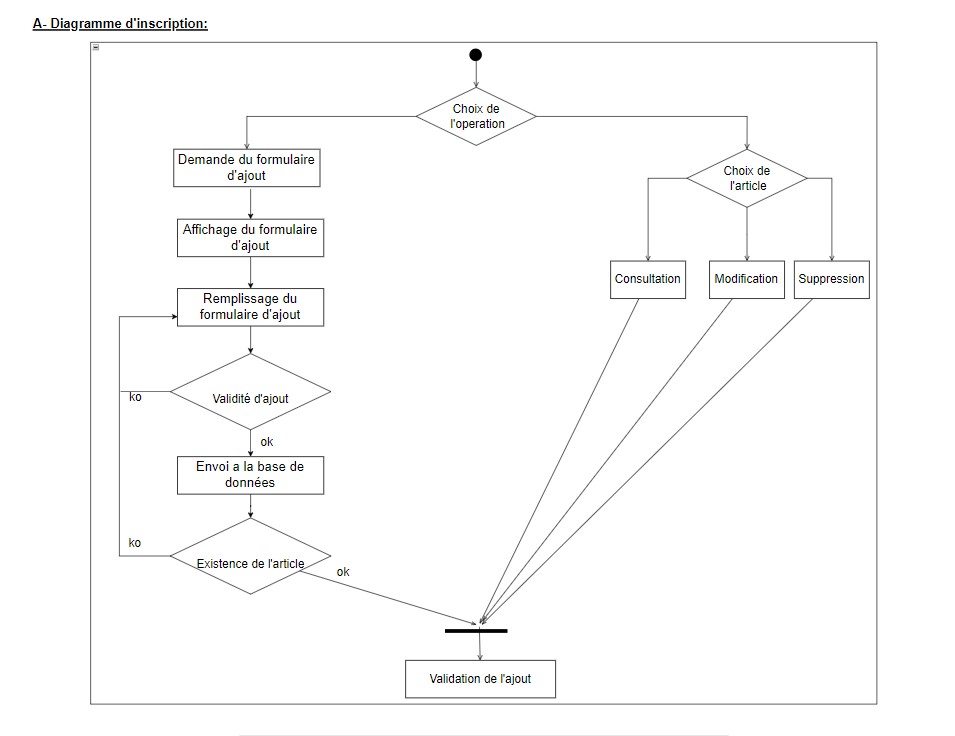 A- Diagramme d'inscription:
Choix de
l'operation
Demande du formulaire
d'ajout
Choix de
l'article
Affichage du formulaire
d'ajout
Consultation
Modification
Suppression
Remplissage du
formulaire d'ajout
ko
Validité d'ajout
ok
Envoi a la base de
données
ko
Existence de l'article
ok
Validation de l'ajout